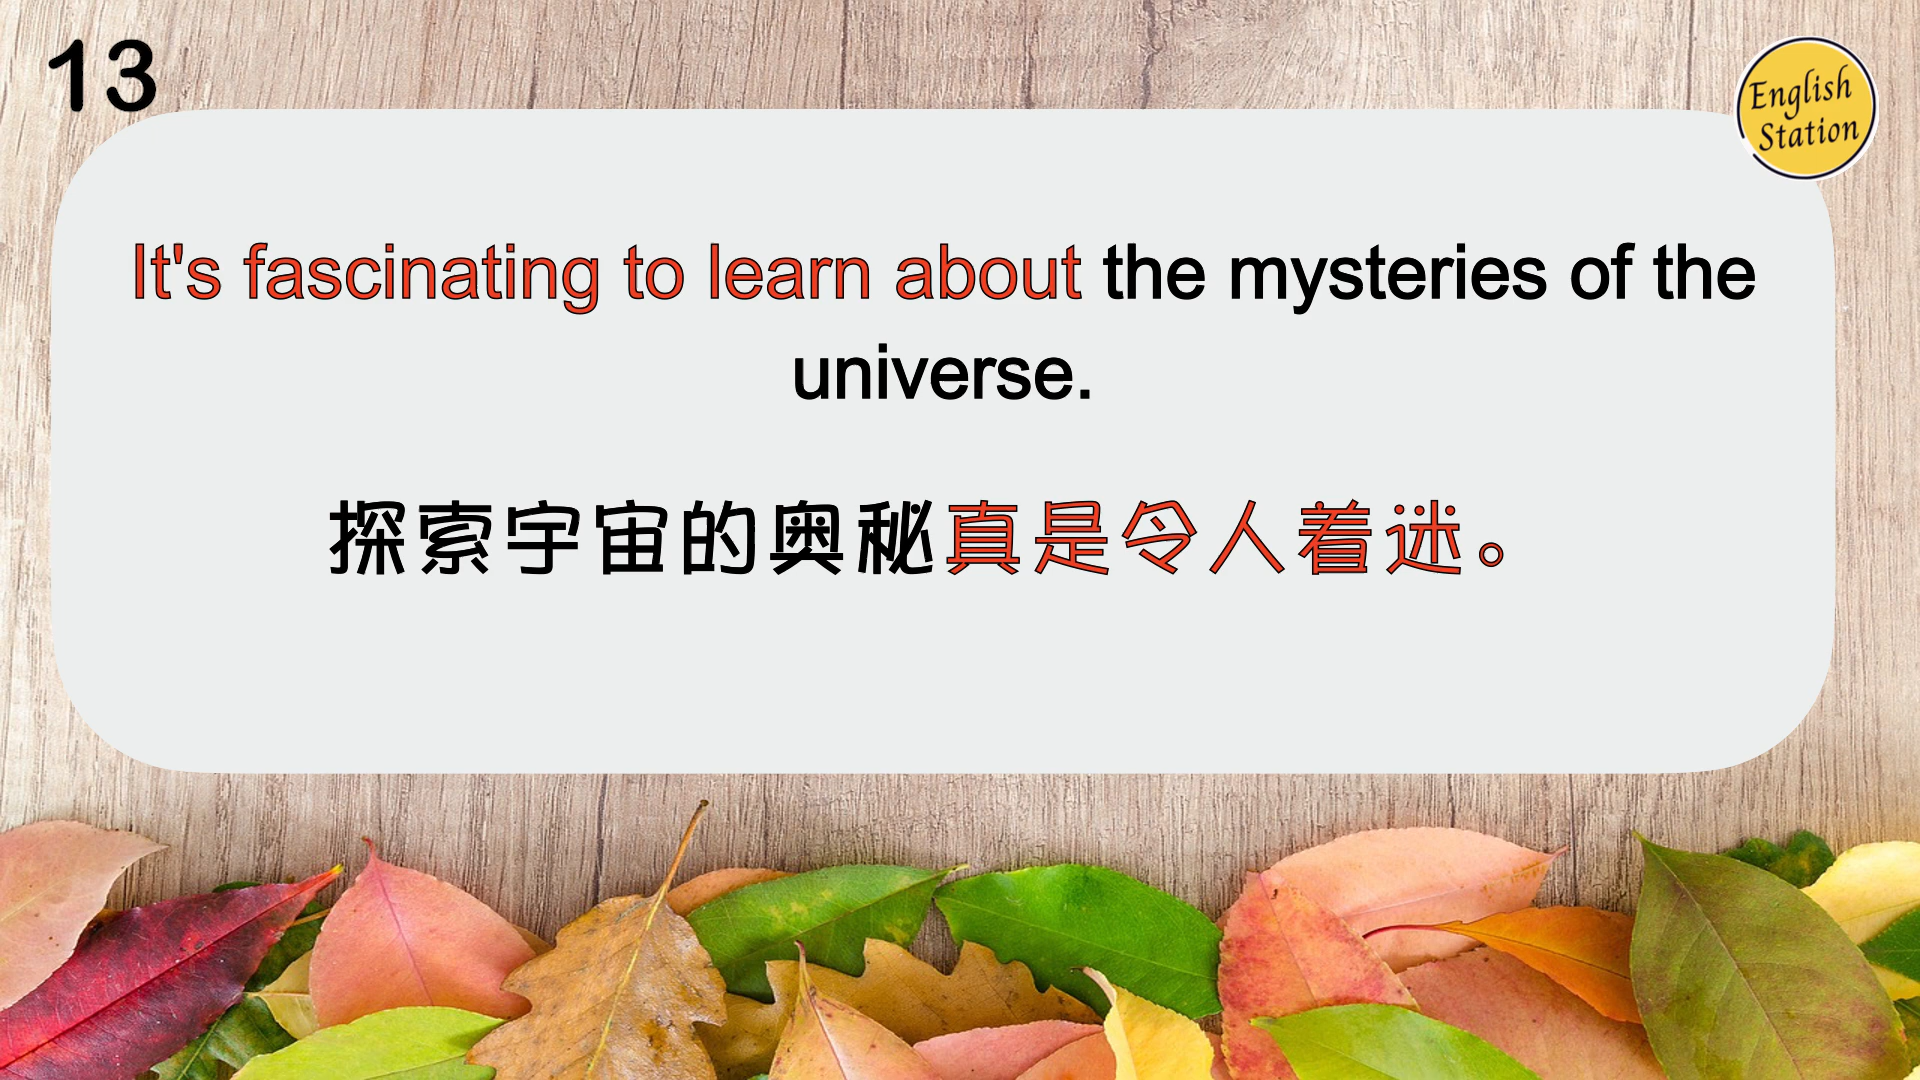 13
English
Station
It's fascinating to learn about the mysteries of the
universe.
探索宇宙的奥秘真是令人着迷。